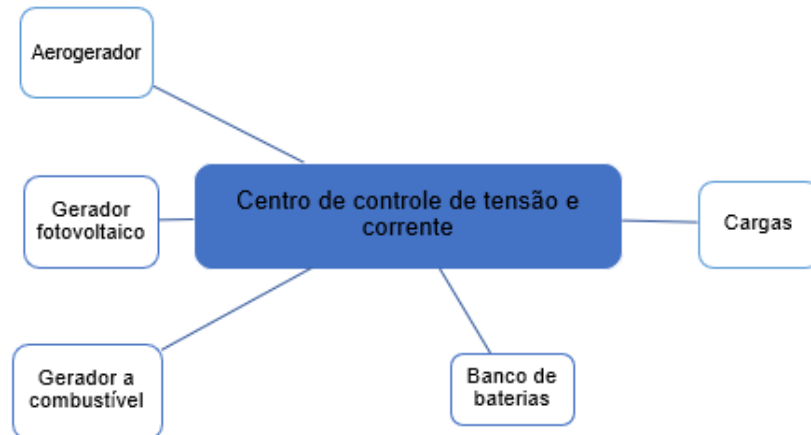 Aerogerador
Centro de controle de tensão e
corrente
Gerador
fotovoltaico
Cargas
Gerador a
combustível
Banco de
baterias